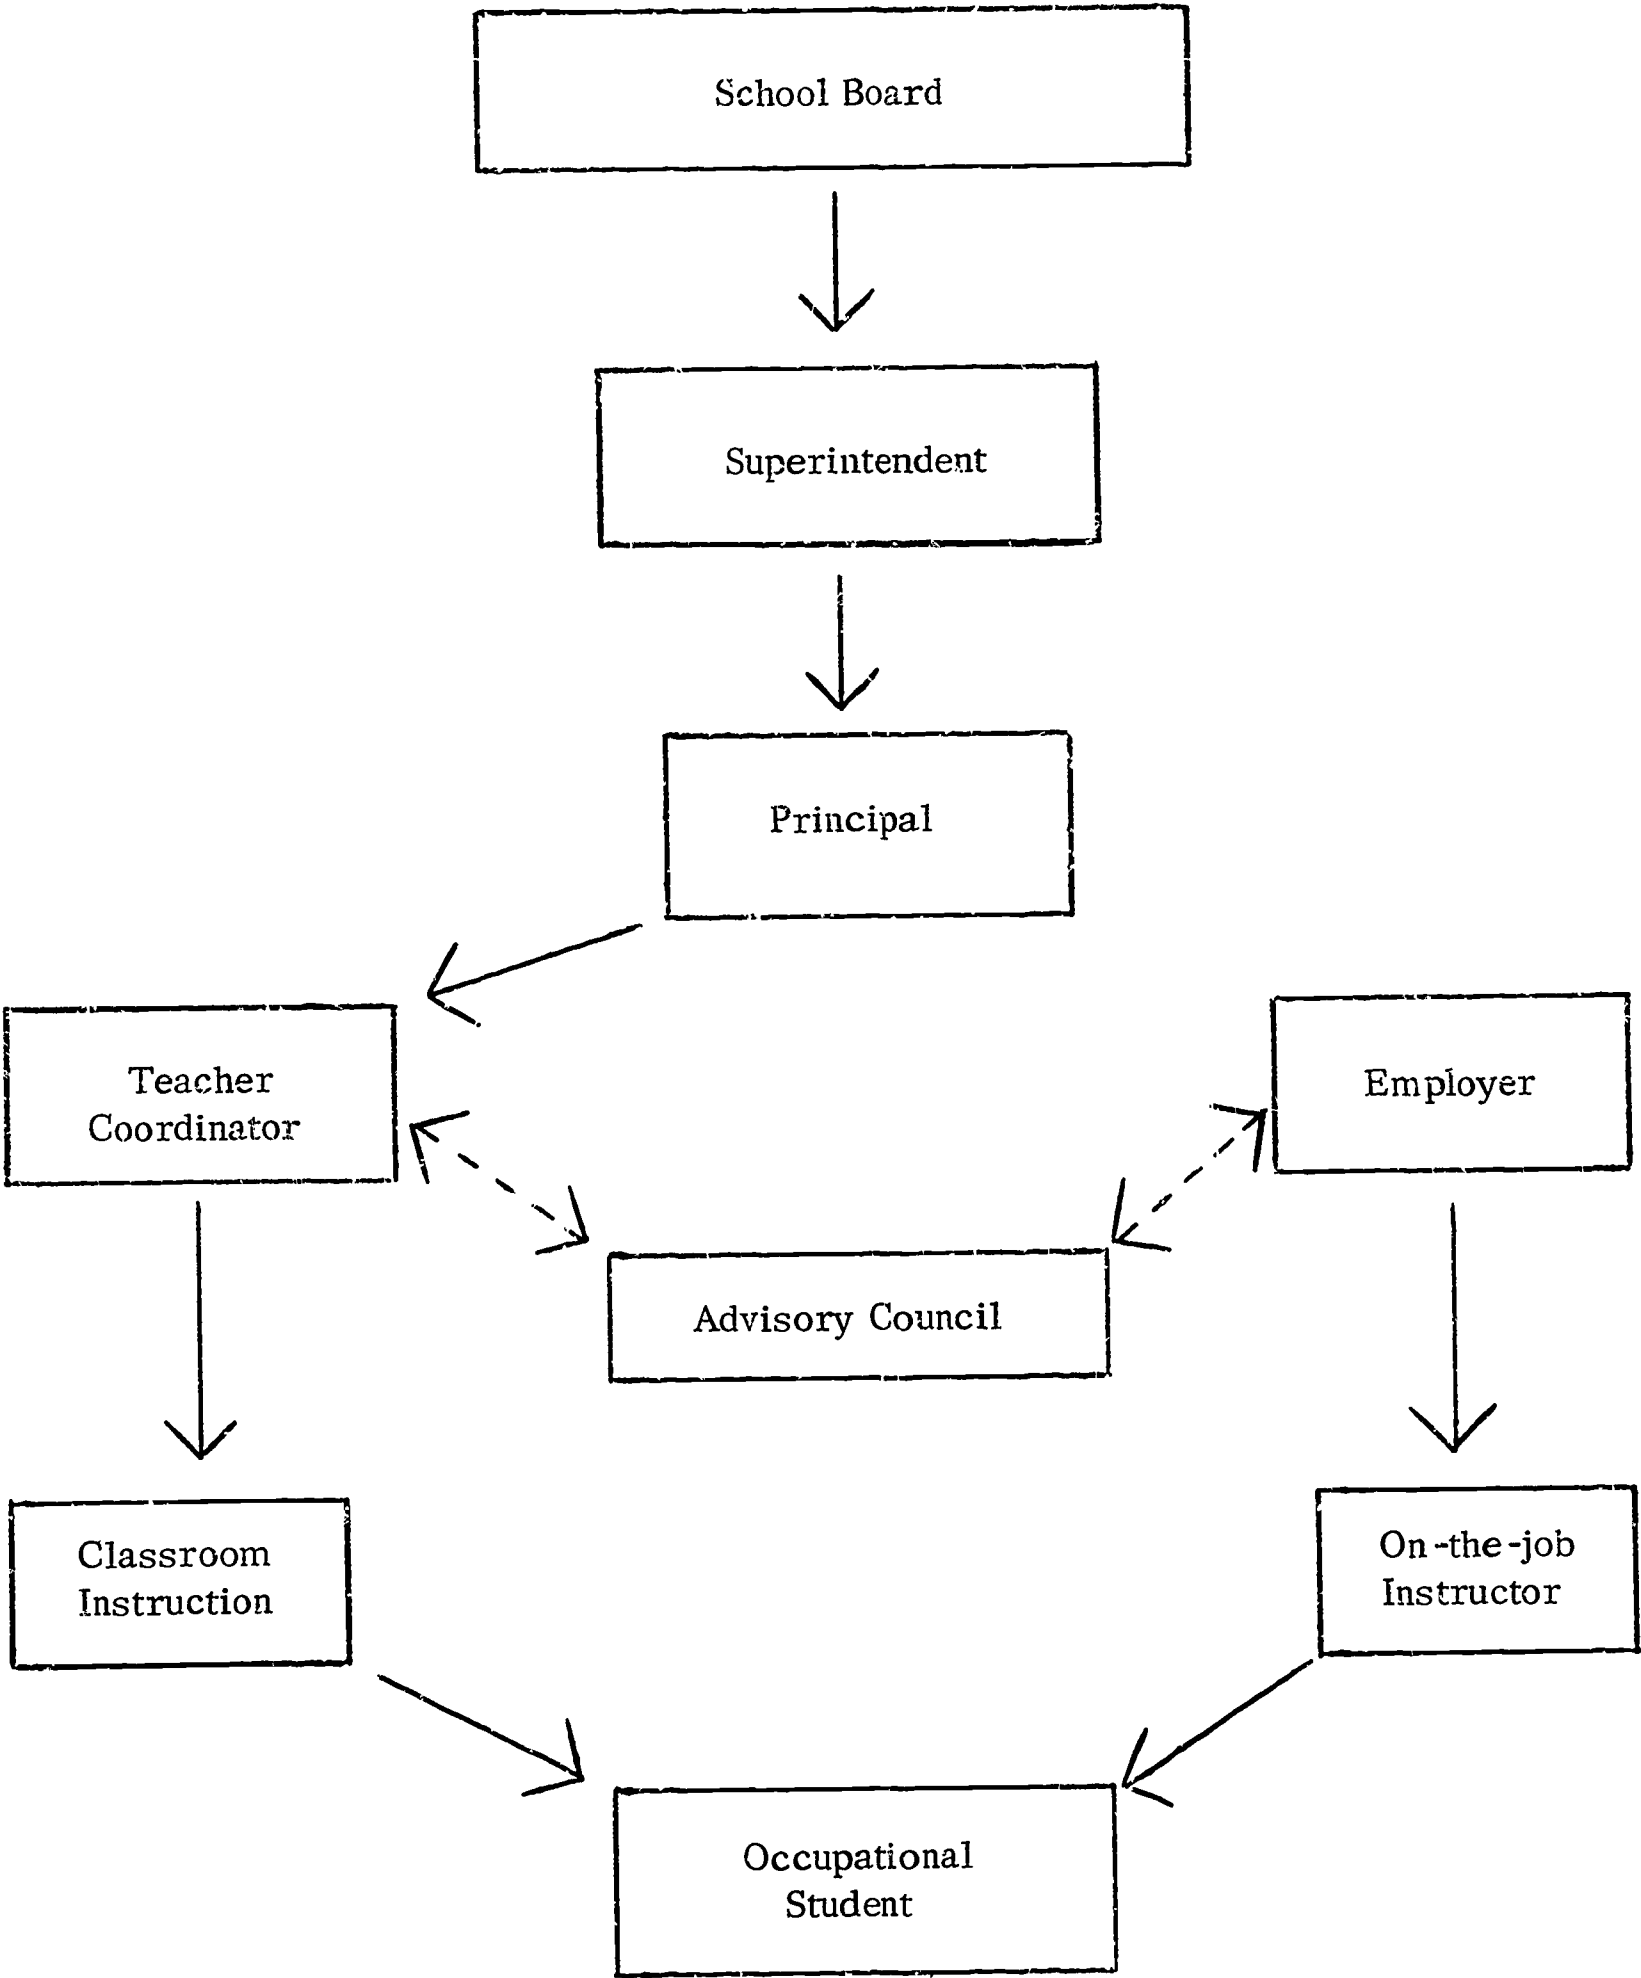 School Board
Superintendent
Principal
Teacher
Coordinator
Employer
Advisory Council
Classroom
Instruction
On-the-job
Instructor
Occupational
Student